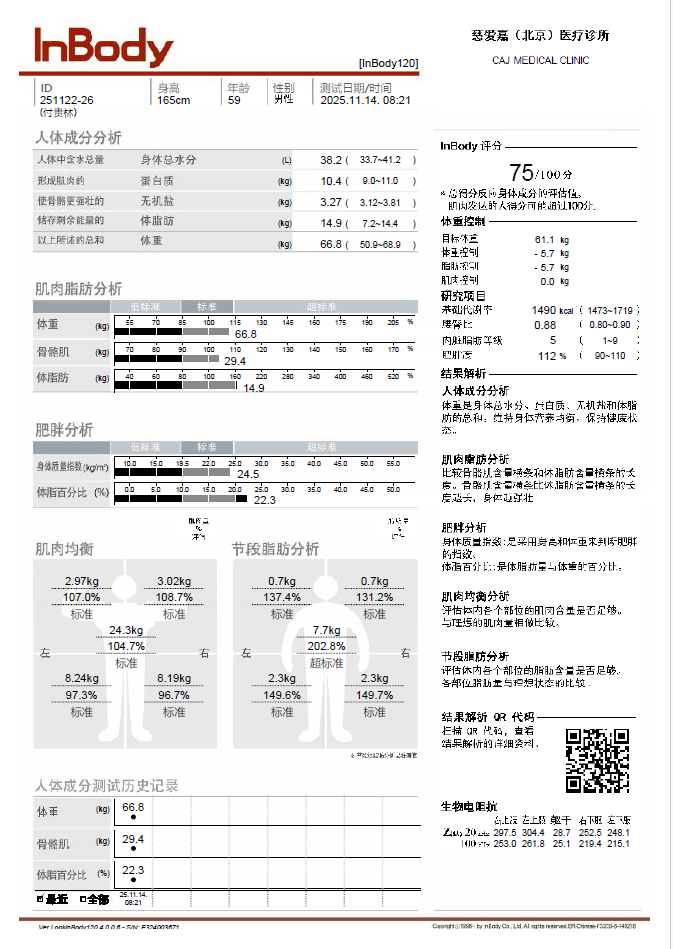 InBody
[InBody120]
慈爱嘉（北京）医疗诊所
CAJ MEDICAL CLINIC
ID 身高 年龄 性别 测试日期/时间
251122-26 165cm 59 男性 2025.11.14. 08:21
(付贵林)
人体成分分析
人体中含水总量 身体总水分 (L) 38.2 ( 33.7~41.2 )
形成肌肉的 蛋白质 (kg) 10.4 ( 9.0~11.0 )
使骨骼更强壮的 无机盐 (kg) 3.27 ( 3.12~3.81 )
储存剩余能量的 体脂肪 (kg) 14.9 ( 7.2~14.4 )
以上所述的总和 体重 (kg) 66.8 ( 50.9~68.9 )
肌肉脂肪分析
低标准 标准 超标准
体重 (kg) 55 70 85 100 115 130 145 160 175 190 205 %
66.8
骨骼肌 (kg) 70 80 90 100 110 120 130 140 150 160 170 %
29.4
体脂肪 (kg) 40 60 80 100 160 220 280 340 400 460 520 %
14.9
肥胖分析
低标准 标准 超标准
身体质量指数 (kg/m²) 10.0 15.0 18.5 22.0 25.0 30.0 35.0 40.0 45.0 50.0 55.0
24.5
体脂百分比 (%) 0.0 5.0 10.0 15.0 20.0 25.0 30.0 35.0 40.0 45.0 50.0
22.3
肌肉均衡
2.97kg 3.02kg
107.0% 108.7%
标准 标准
24.3kg
104.7%
左 标准 右
8.24kg 8.19kg
97.3% 96.7%
标准 标准
节段脂肪分析
0.7kg 0.7kg
137.4% 131.2%
标准 标准
7.7kg
202.8%
左 超标准 右
2.3kg 2.3kg
149.6% 149.7%
标准 标准
人体成分测试历史记录
体重 (kg) 66.8
骨骼肌 (kg) 29.4
体脂百分比 (%) 22.3
最近 全部 25.11.14.
08:21
InBody 评分
75/100 分
* 总得分反应身体成分的评估值。
肌肉发达的人得分可能超过100分。
体重控制
目标体重 61.1 kg
体重控制 - 5.7 kg
脂肪控制 - 5.7 kg
肌肉控制 0.0 kg
研究项目
基础代谢率 1490 kcal ( 1473~1719 )
腰臀比 0.88 ( 0.80~0.90 )
内脏脂肪等级 5 ( 1~9 )
肥胖度 112 % ( 90~110 )
结果解析
人体成分分析
体重是身体总水分、蛋白质、无机盐和体脂
肪的总和；维持身体营养均衡，保持健康状
态。
肌肉脂肪分析
比较骨骼肌含量横条和体脂肪含量横条的长
度。骨骼肌含量横条比体脂肪含量横条的长
度越长，身体越强壮
肥胖分析
身体质量指数:是采用身高和体重来判断肥胖
的指数。
体脂百分比:是体脂肪量与体重的百分比。
肌肉均衡分析
评估体内各个部位的肌肉含量是否足够。
与理想的肌肉量相做比较。
节段脂肪分析
评估体内各个部位的脂肪含量是否足够。
各部位脂肪量与理想状态的比较。
结果解析 QR 代码
扫描 QR 代码，查看
结果解析的详细资料。
生物电阻抗
右上肢 左上肢 躯干 右下肢 左下肢
Z(Ω) 20 kHz 297.5 304.4 28.7 252.5 248.1
100 kHz 253.0 261.8 25.1 219.4 215.1